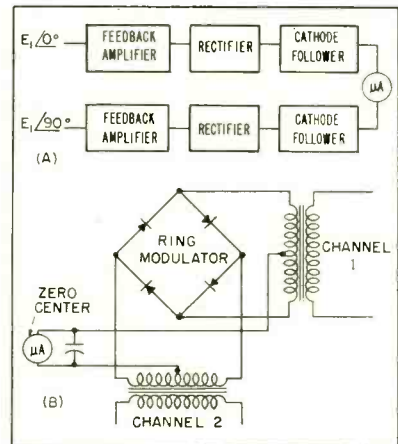 E₁/0° FEEDBACK AMPLIFIER RECTIFIER CATHODE FOLLOWER
μA
E₁/90° FEEDBACK AMPLIFIER RECTIFIER CATHODE FOLLOWER
(A)
RING MODULATOR
CHANNEL 1
ZERO CENTER
μA
(B)
CHANNEL 2